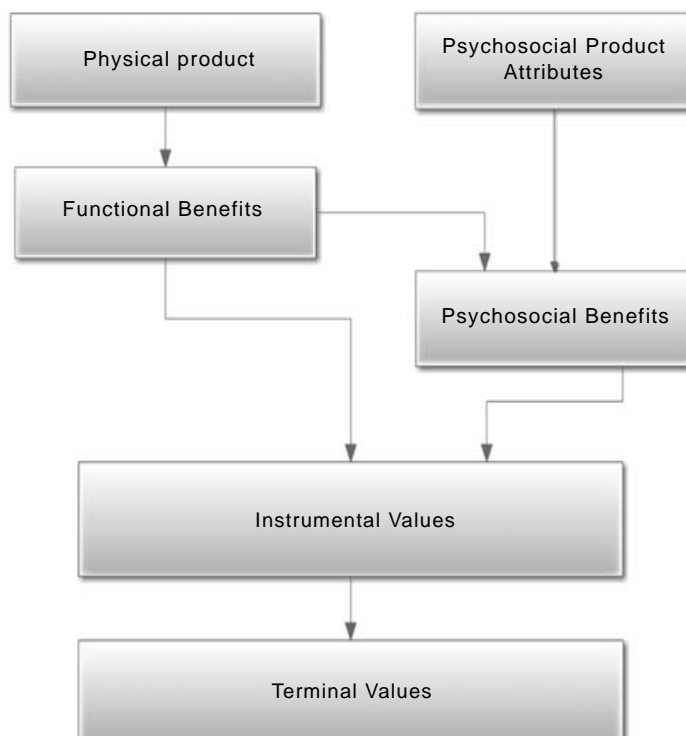 Physical product
Psychosocial Product
Attributes
Functional Benefits
Psychosocial Benefits
Instrumental Values
Terminal Values